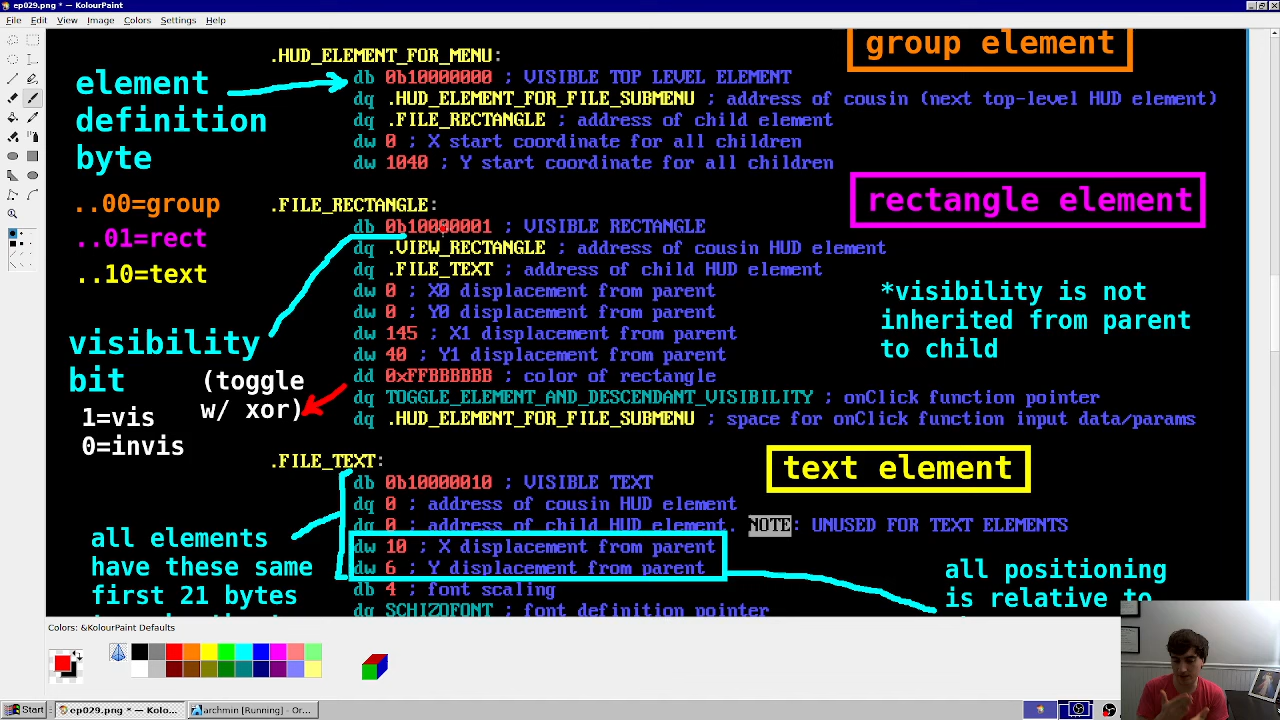 ep029.png * — KolourPaint
File Edit View Image Colors Settings Help
group element
.HUD_ELEMENT_FOR_MENU:
db 0b10000000 ; VISIBLE TOP LEVEL ELEMENT
dq .HUD_ELEMENT_FOR_FILE_SUBMENU ; address of cousin (next top-level HUD element)
dq .FILE_RECTANGLE ; address of child element
dw 0 ; X start coordinate for all children
dw 1040 ; Y start coordinate for all children
element
definition
byte
..00=group
..01=rect
..10=text
rectangle element
.FILE_RECTANGLE:
db 0b10000001 ; VISIBLE RECTANGLE
dq .VIEW_RECTANGLE ; address of cousin HUD element
dq .FILE_TEXT ; address of child HUD element
dw 0 ; X0 displacement from parent
dw 0 ; Y0 displacement from parent
dw 145 ; X1 displacement from parent
dw 40 ; Y1 displacement from parent
dd 0xFFBBBBBB ; color of rectangle
dq TOGGLE_ELEMENT_AND_DESCENDANT_VISIBILITY ; onClick function pointer
dq .HUD_ELEMENT_FOR_FILE_SUBMENU ; space for onClick function input data/params
*visibility is not
inherited from parent
to child
visibility
bit
(toggle
w/ xor)
1=vis
0=invis
text element
.FILE_TEXT:
db 0b10000010 ; VISIBLE TEXT
dq 0 ; address of cousin HUD element
dq 0 ; address of child HUD element. NOTE: UNUSED FOR TEXT ELEMENTS
dw 10 ; X displacement from parent
dw 6 ; Y displacement from parent
db 4 ; font scaling
dq SCHIZOFONT ; font definition pointer
all elements
have these same
first 21 bytes
all positioning
is relative to
Colors: &KolourPaint Defaults
Start
ep029.png * — Kolo...
archmin [Running] - Or...